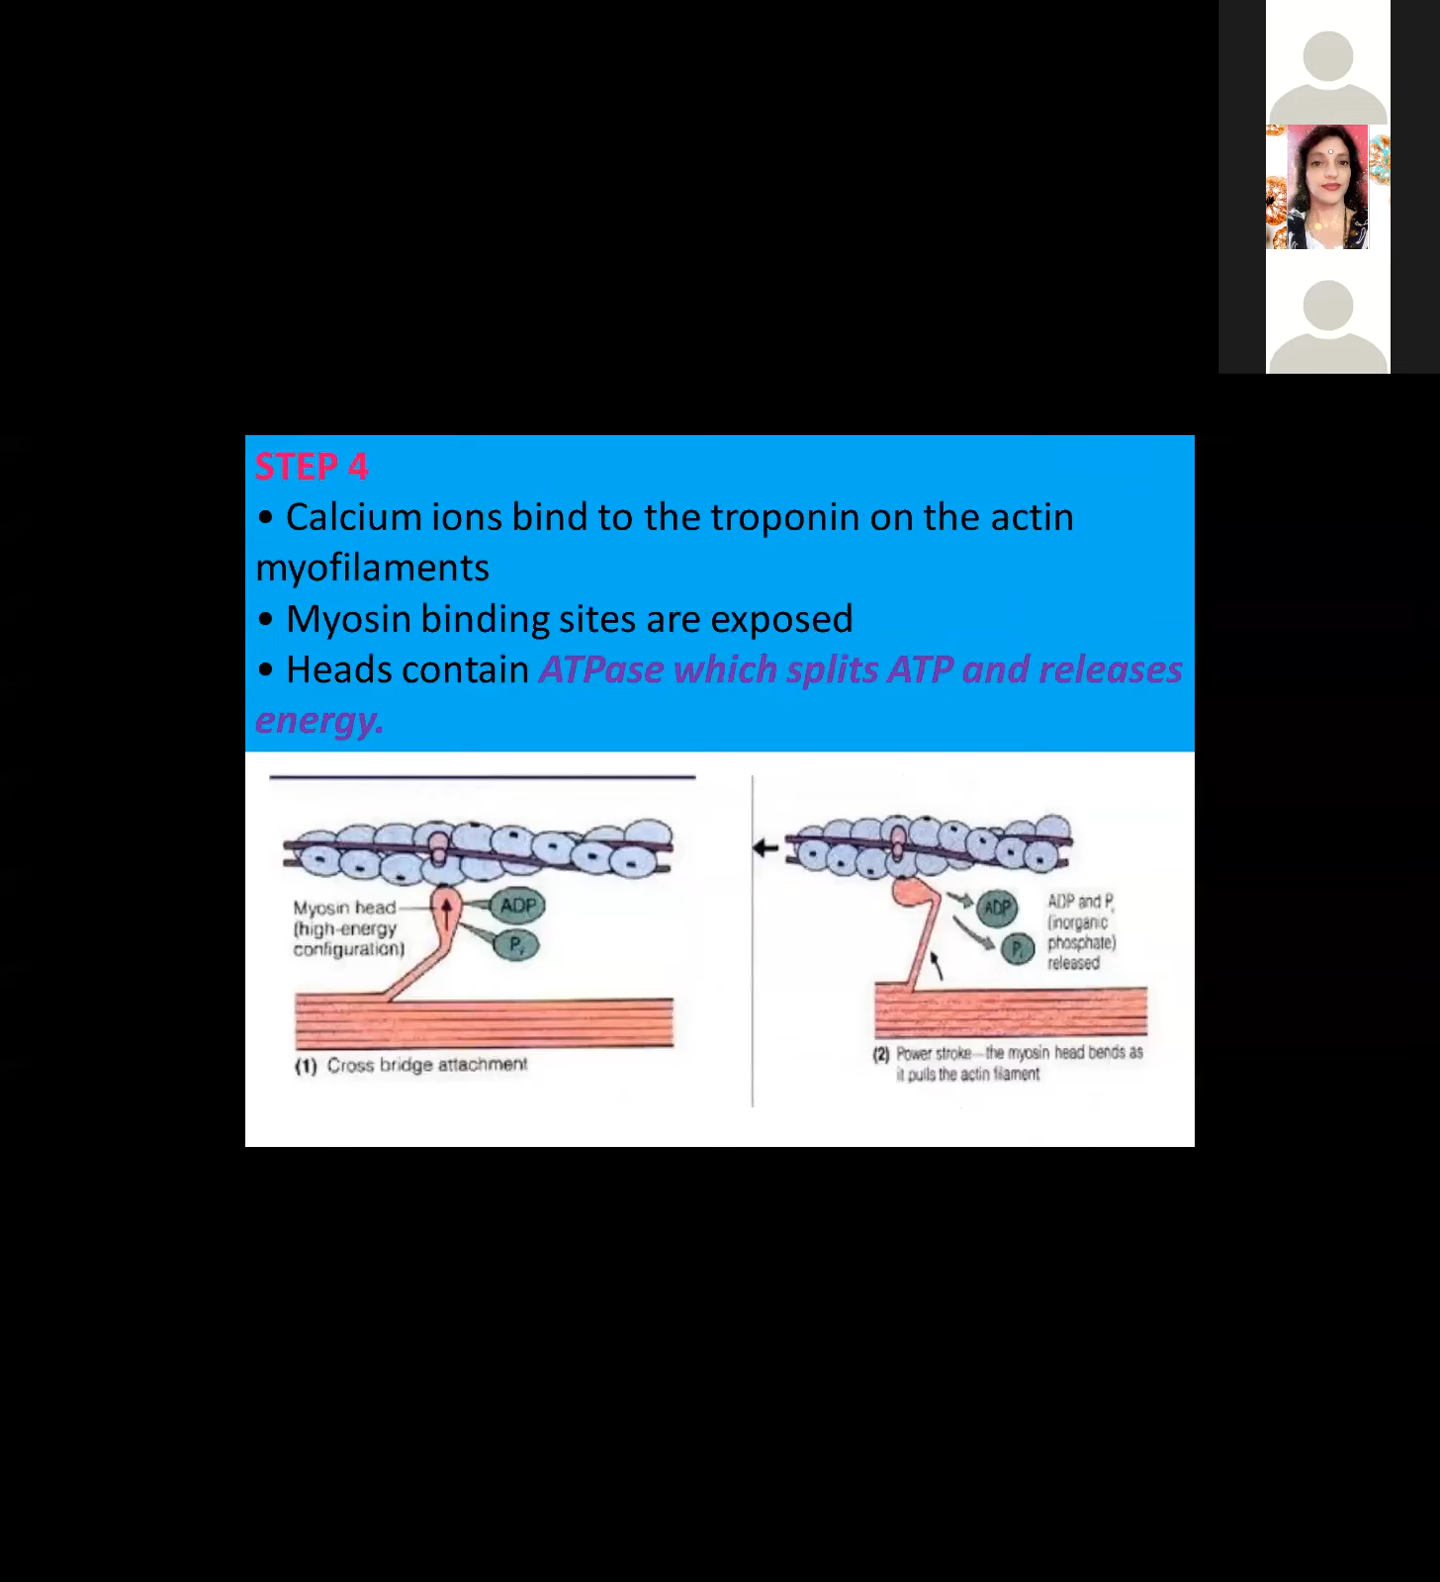 STEP 4
• Calcium ions bind to the troponin on the actin
myofilaments
• Myosin binding sites are exposed
• Heads contain ATPase which splits ATP and releases
energy.
Myosin head
(high-energy
configuration)
ADP
Pi
(1) Cross bridge attachment
ADP
Pi
ADP and Pi
(inorganic
phosphate)
released
(2) Power stroke—the myosin head bends as
it pulls the actin filament